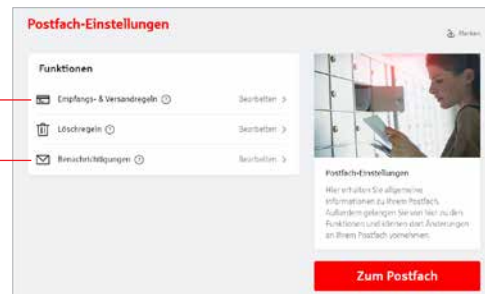 Postfach-Einstellungen
Merken
Funktionen
Empfangs- & Versandregeln
Bearbeiten >
Löschregeln
Bearbeiten >
Benachrichtigungen
Bearbeiten >
Postfach-Einstellungen
Hier erhalten Sie allgemeine
Informationen zu Ihrem Postfach.
Außerdem gelangen Sie von hier zu den
Funktionen und können dort Änderungen
an Ihrem Postfach vornehmen.
Zum Postfach